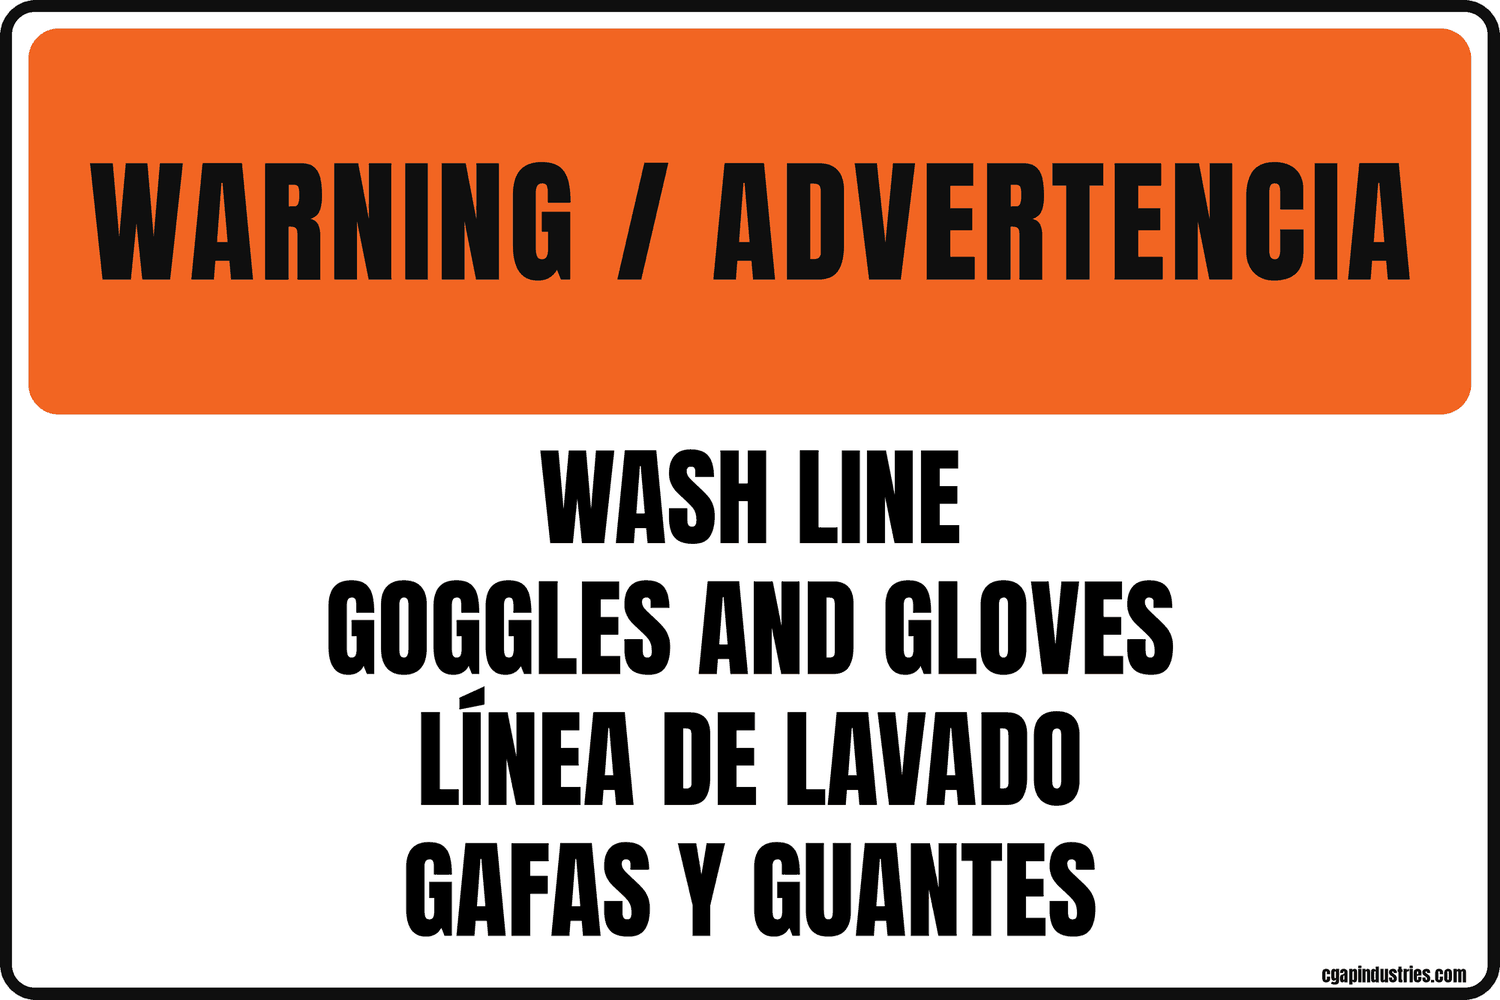 WARNING / ADVERTENCIA
WASH LINE
GOGGLES AND GLOVES
LÍNEA DE LAVADO
GAFAS Y GUANTES
cgapindustries.com